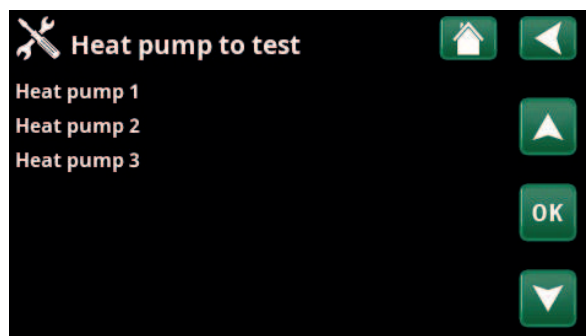 Heat pump to test
Heat pump 1
Heat pump 2
Heat pump 3
OK